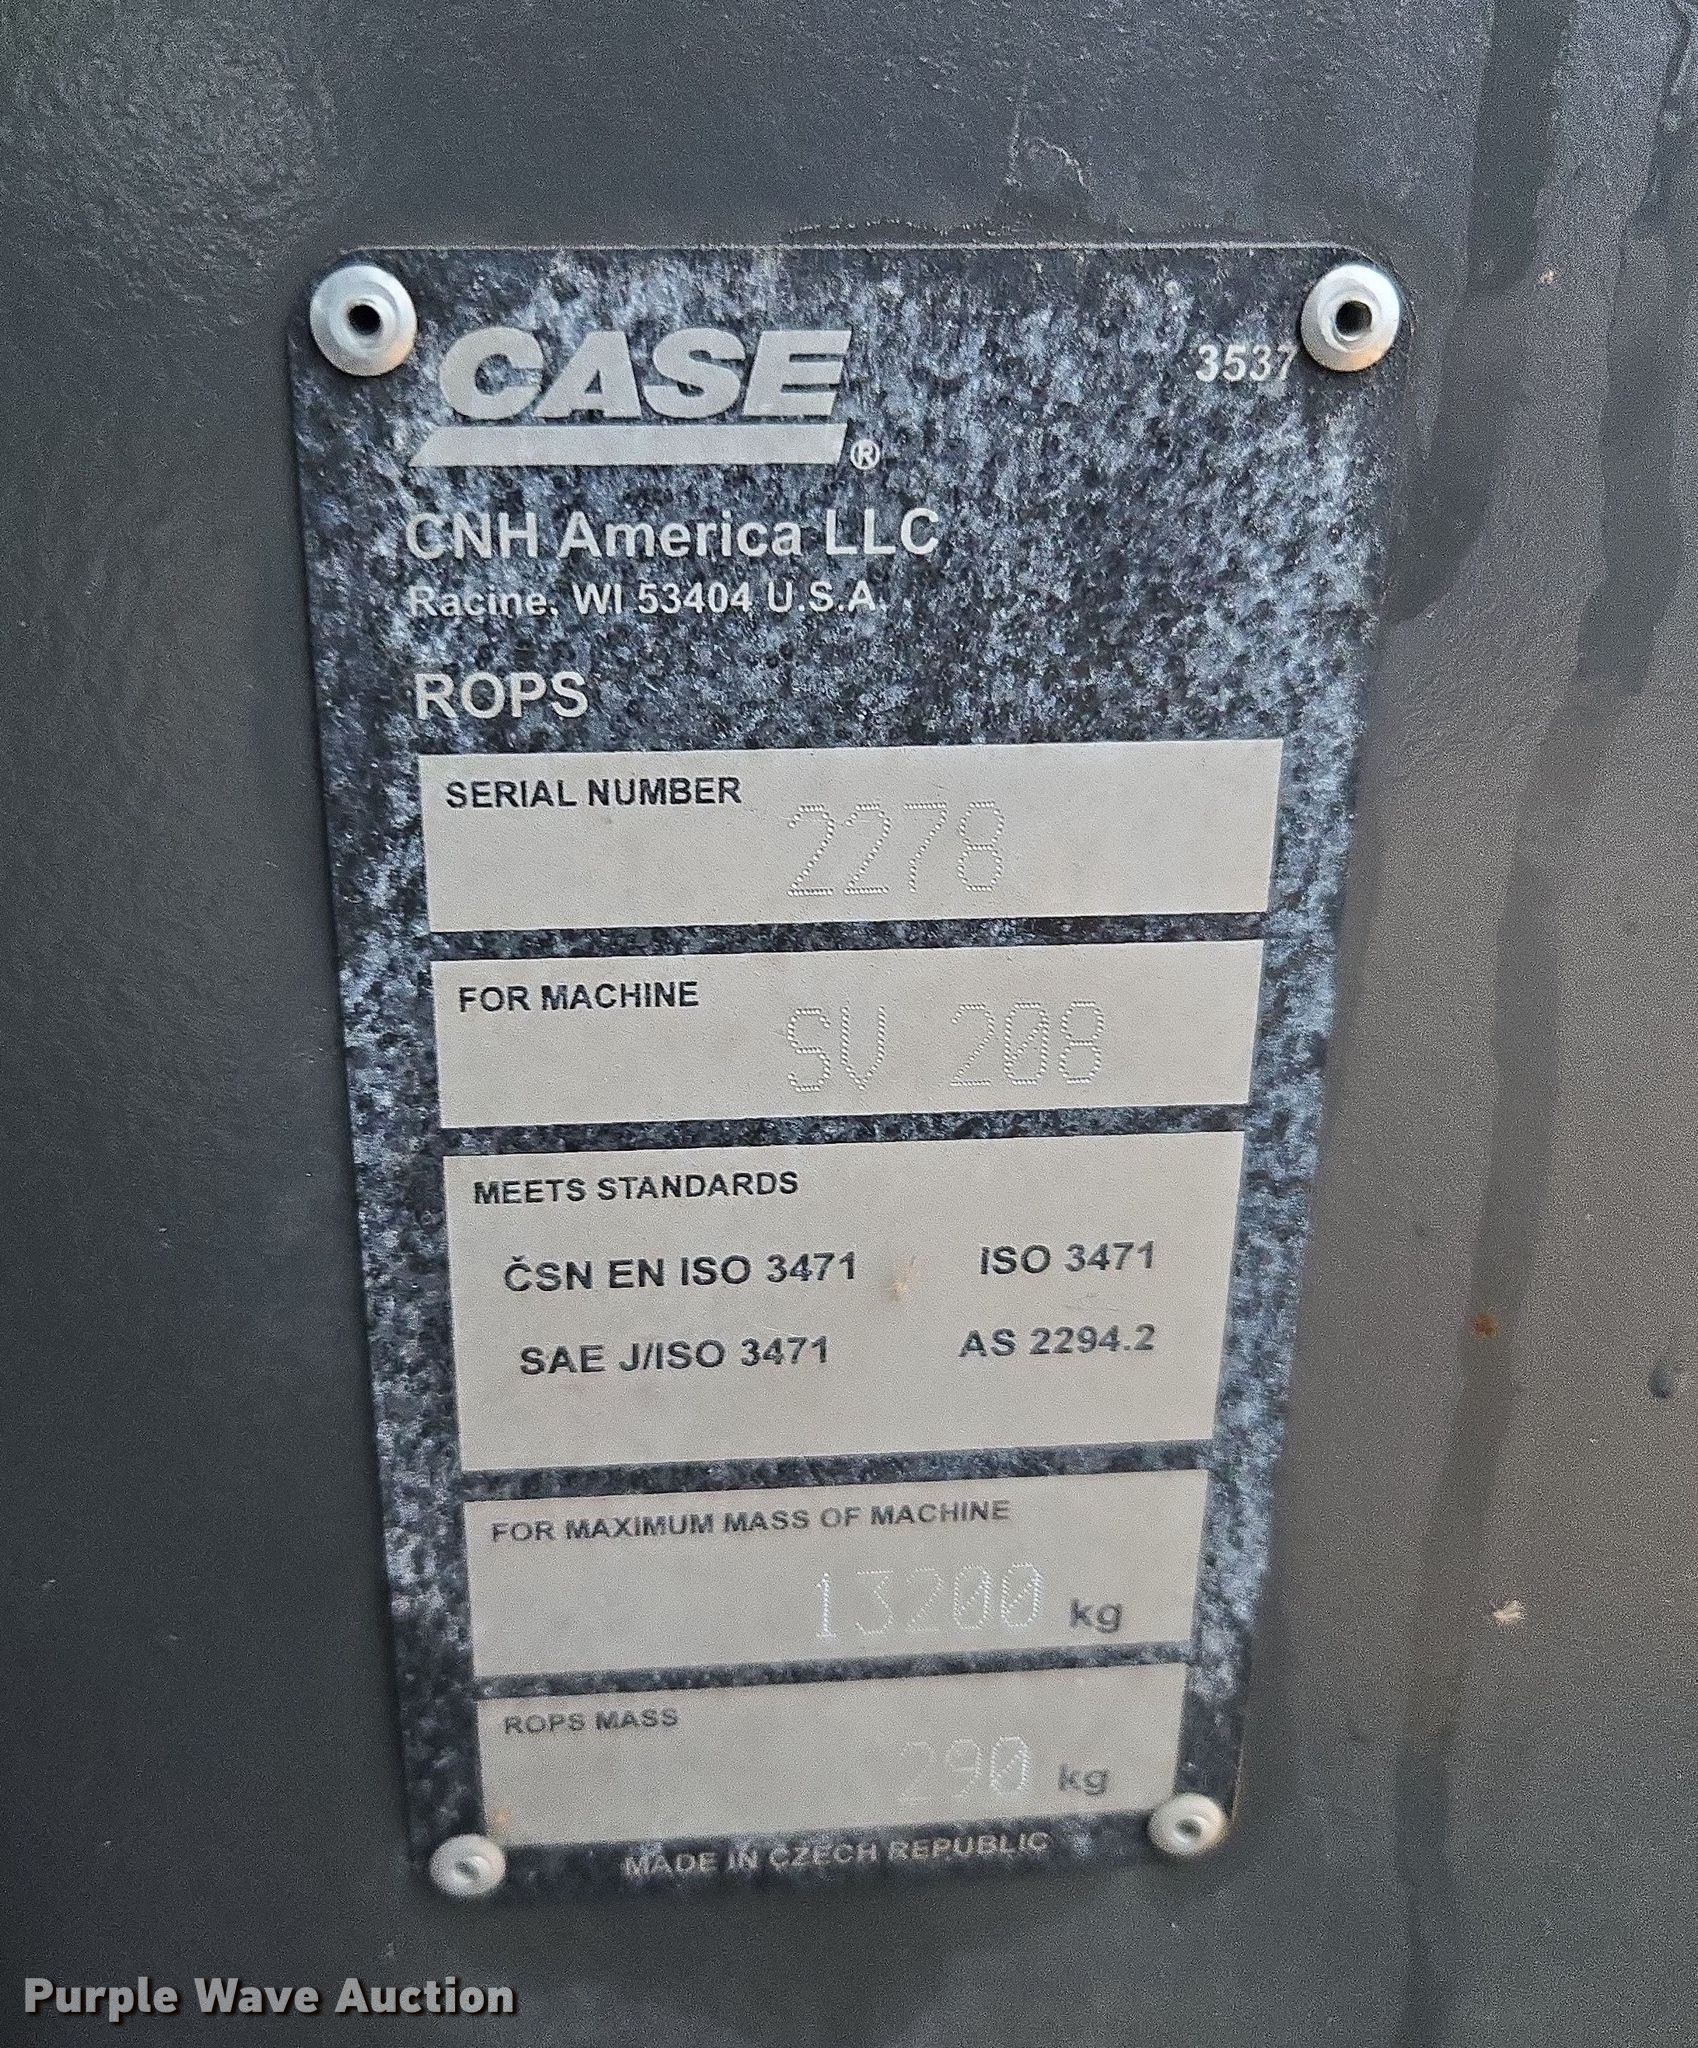 CASE®
3537
CNH America LLC
Racine, WI 53404 U.S.A.
ROPS
SERIAL NUMBER
2278
FOR MACHINE
SV 208
MEETS STANDARDS
ČSN EN ISO 3471 ISO 3471
SAE J/ISO 3471 AS 2294.2
FOR MAXIMUM MASS OF MACHINE
13200 kg
ROPS MASS
290 kg
MADE IN CZECH REPUBLIC
Purple Wave Auction